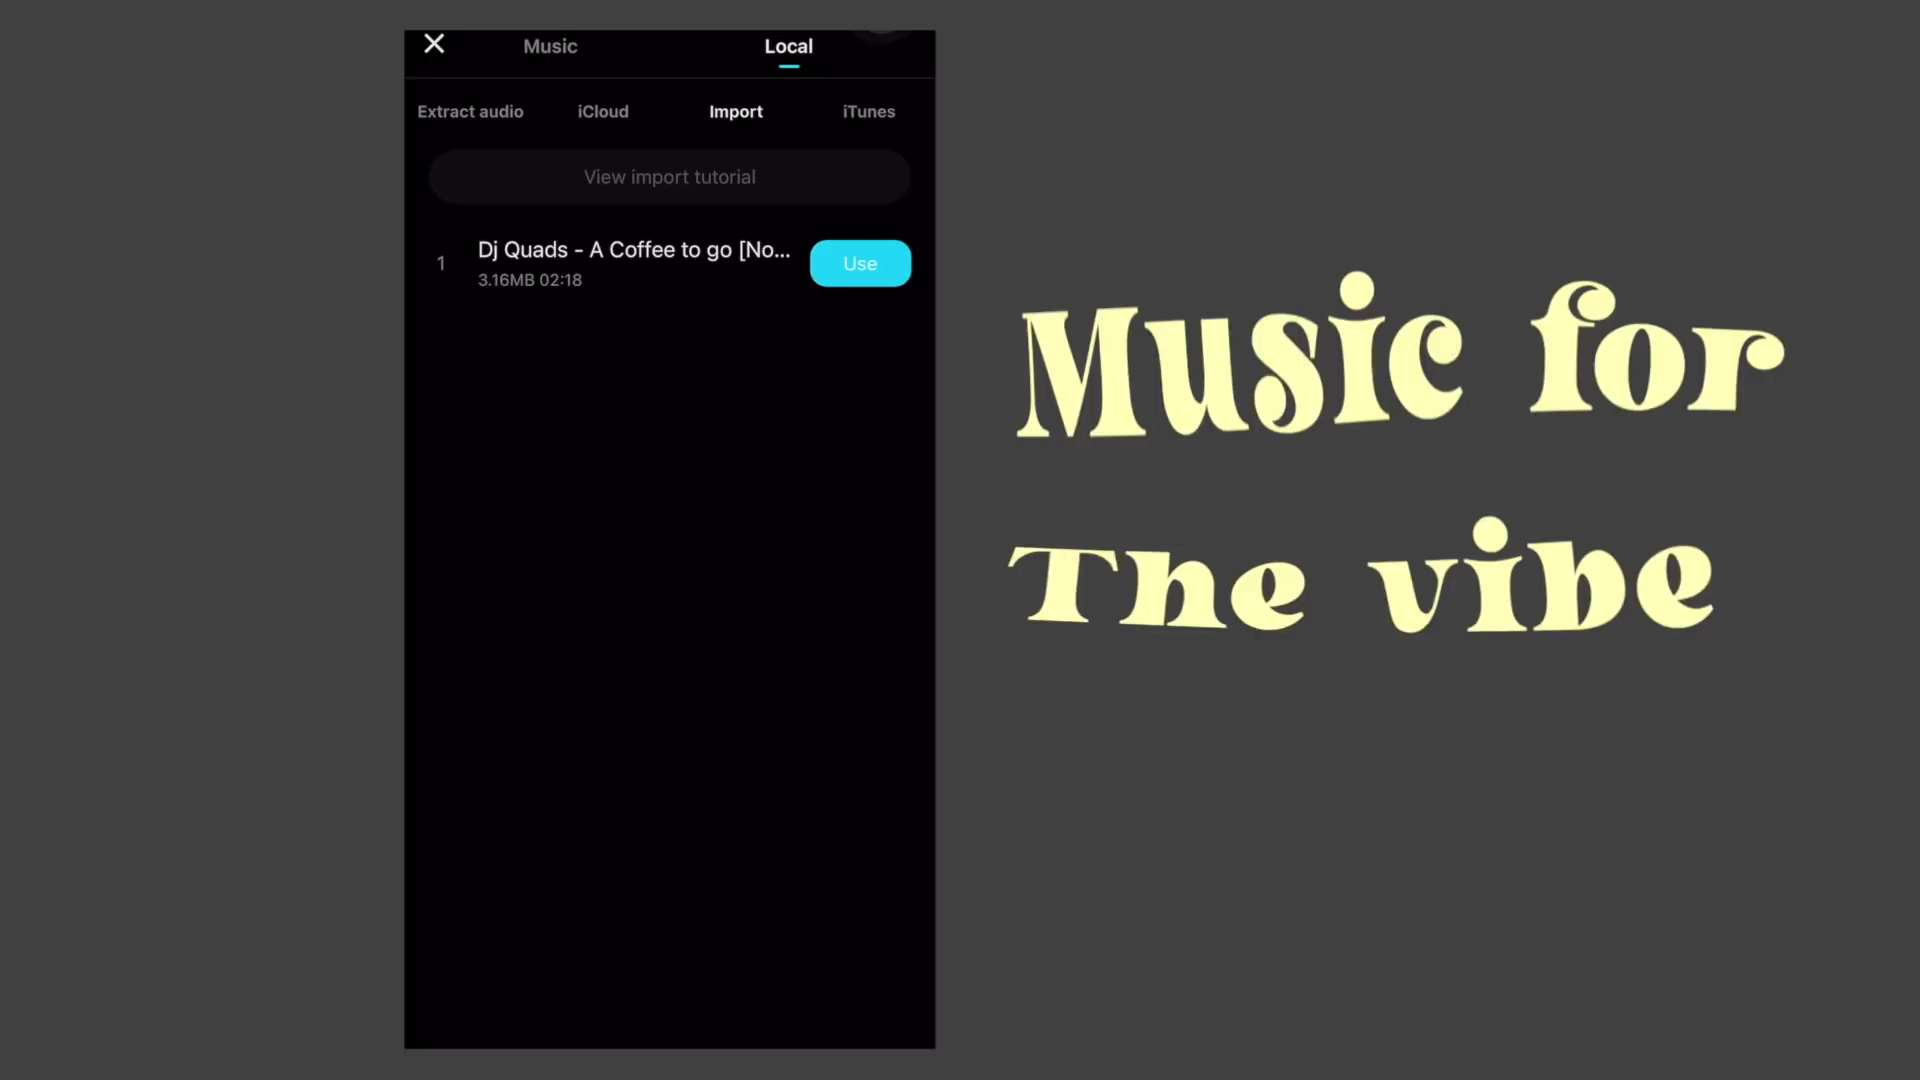 Music Local
Extract audio iCloud Import iTunes
View import tutorial
1 Dj Quads - A Coffee to go [No... Use
3.16MB 02:18
Music for
The vibe